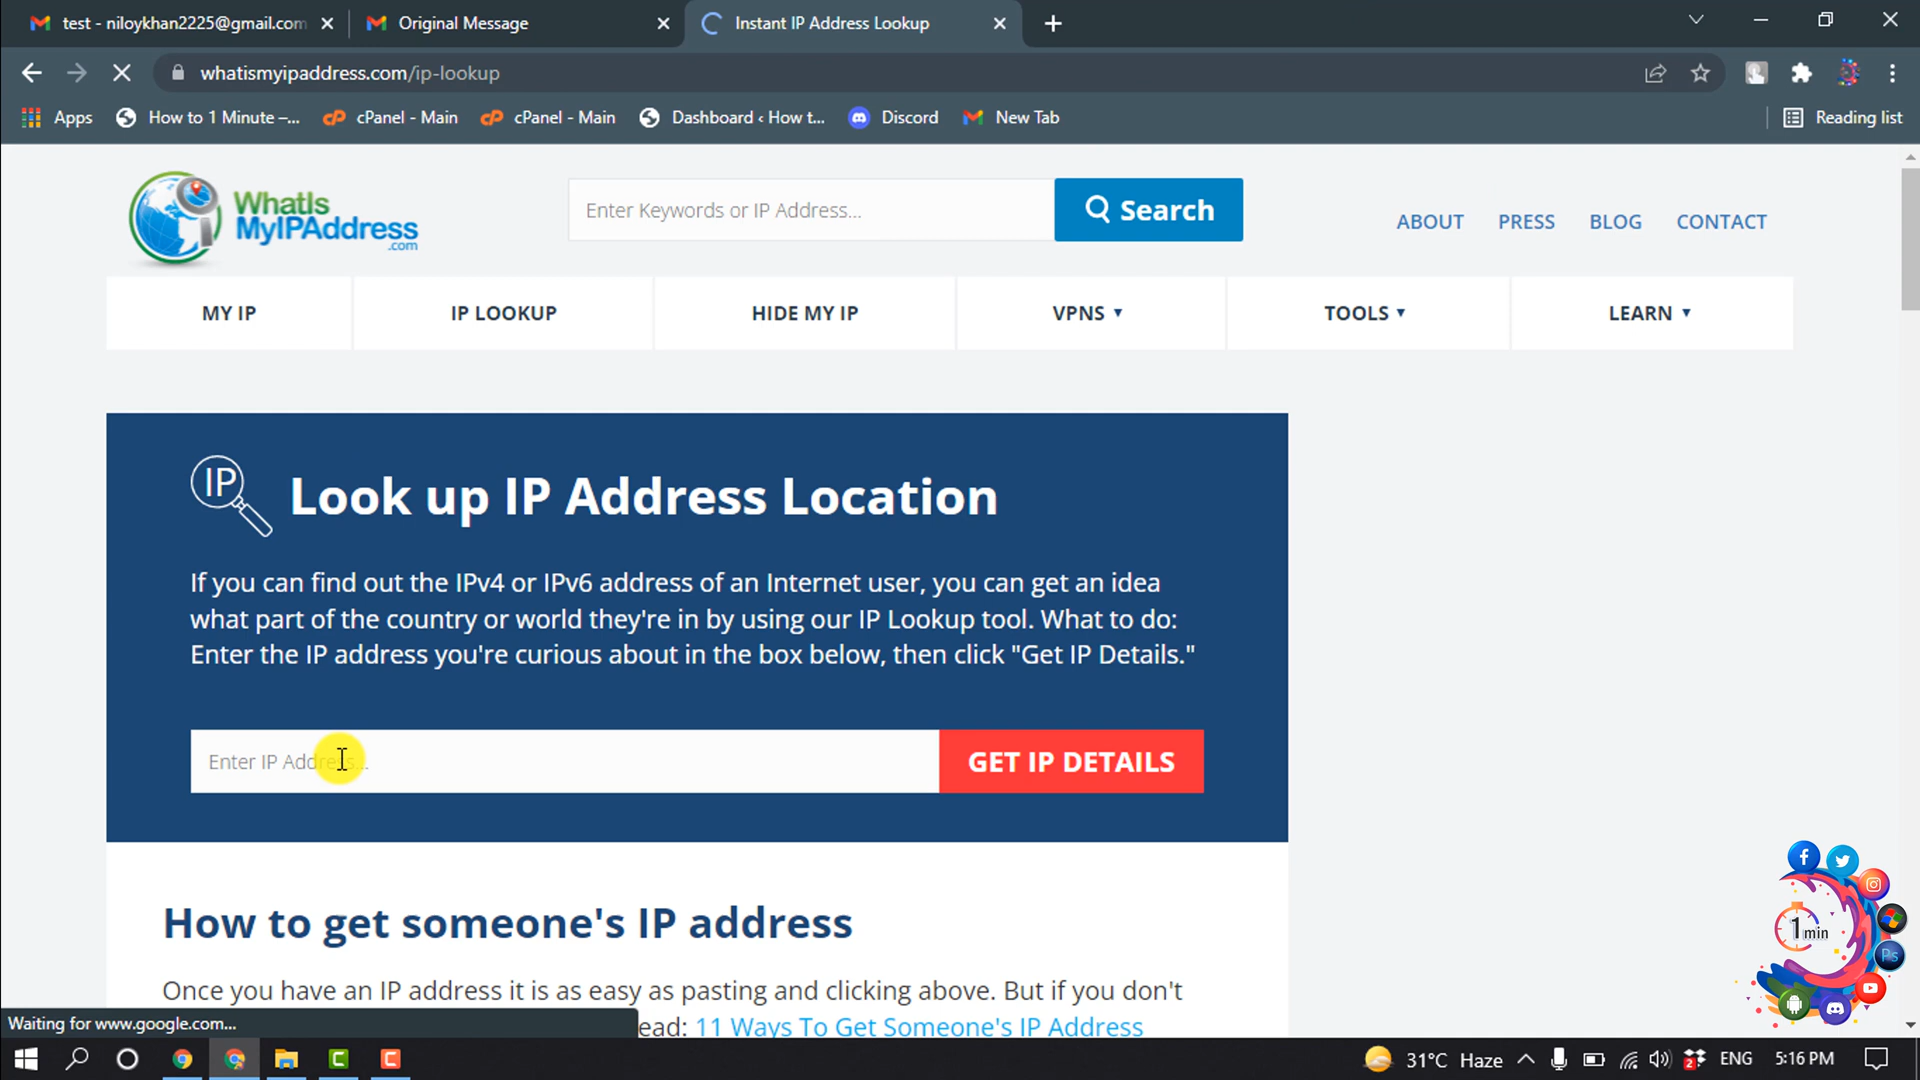 test - niloykhan2225@gmail.com
Original Message
Instant IP Address Lookup
whatismyipaddress.com/ip-lookup
Apps
How to 1 Minute –...
cPanel - Main
cPanel - Main
Dashboard ‹ How t...
Discord
New Tab
Reading list
WhatIs
MyIPAddress
.com
Enter Keywords or IP Address...
Search
ABOUT
PRESS
BLOG
CONTACT
MY IP
IP LOOKUP
HIDE MY IP
VPNS
TOOLS
LEARN
IP
Look up IP Address Location
If you can find out the IPv4 or IPv6 address of an Internet user, you can get an idea
what part of the country or world they're in by using our IP Lookup tool. What to do:
Enter the IP address you're curious about in the box below, then click "Get IP Details."
Enter IP Address...
GET IP DETAILS
How to get someone's IP address
Once you have an IP address it is as easy as pasting and clicking above. But if you don't
ead: 11 Ways To Get Someone's IP Address
Waiting for www.google.com...
1 min
Ps
31°C Haze
2
ENG
5:16 PM